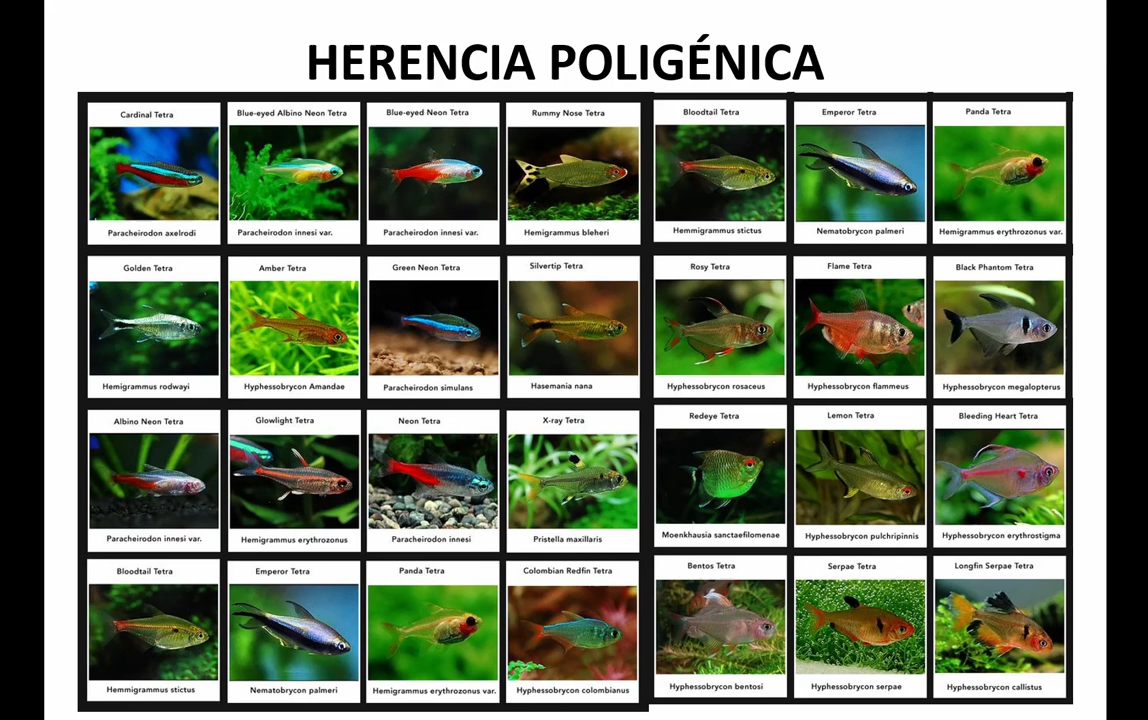 HERENCIA POLIGÉNICA
Cardinal Tetra
Blue-eyed Albino Neon Tetra
Blue-eyed Neon Tetra
Rummy Nose Tetra
Bloodtail Tetra
Emperor Tetra
Panda Tetra
Paracheirodon axelrodi
Paracheirodon innesi var.
Paracheirodon innesi var.
Hemigrammus bleheri
Hemmigrammus stictus
Nematobrycon palmeri
Hemigrammus erythrozonus var.
Golden Tetra
Amber Tetra
Green Neon Tetra
Silvertip Tetra
Rosy Tetra
Flame Tetra
Black Phantom Tetra
Hemigrammus rodwayi
Hyphessobrycon Amandae
Paracheirodon simulans
Hasemania nana
Hyphessobrycon rosaceus
Hyphessobrycon flammeus
Hyphessobrycon megalopterus
Albino Neon Tetra
Glowlight Tetra
Neon Tetra
X-ray Tetra
Redeye Tetra
Lemon Tetra
Bleeding Heart Tetra
Paracheirodon innesi var.
Hemigrammus erythrozonus
Paracheirodon innesi
Pristella maxillaris
Moenkhausia sanctaefilomenae
Hyphessobrycon pulchripinnis
Hyphessobrycon erythrostigma
Bloodtail Tetra
Emperor Tetra
Panda Tetra
Colombian Redfin Tetra
Bentos Tetra
Serpae Tetra
Longfin Serpae Tetra
Hemmigrammus stictus
Nematobrycon palmeri
Hemigrammus erythrozonus var.
Hyphessobrycon colombianus
Hyphessobrycon bentosi
Hyphessobrycon serpae
Hyphessobrycon callistus